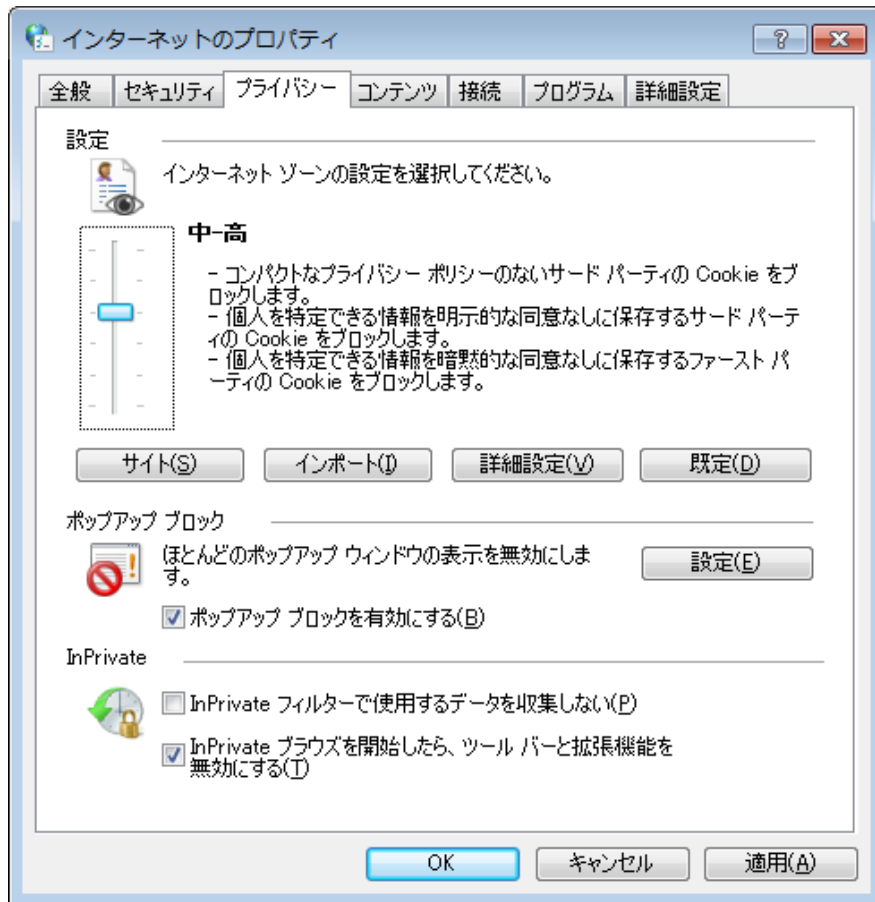 インターネットのプロパティ
全般 セキュリティ プライバシー コンテンツ 接続 プログラム 詳細設定
設定
インターネット ゾーンの設定を選択してください。
中-高
- コンパクトなプライバシー ポリシーのないサード パーティの Cookie をブ
ロックします。
- 個人を特定できる情報を明示的な同意なしに保存するサード パーテ
ィの Cookie をブロックします。
- 個人を特定できる情報を暗黙的な同意なしに保存するファースト パ
ーティの Cookie をブロックします。
サイト(S) インポート(I) 詳細設定(V) 既定(D)
ポップアップ ブロック
ほとんどのポップアップ ウィンドウの表示を無効にしま
す。
設定(E)
ポップアップ ブロックを有効にする(B)
InPrivate
InPrivate フィルターで使用するデータを収集しない(P)
InPrivate ブラウズを開始したら、ツール バーと拡張機能を
無効にする(T)
OK キャンセル 適用(A)